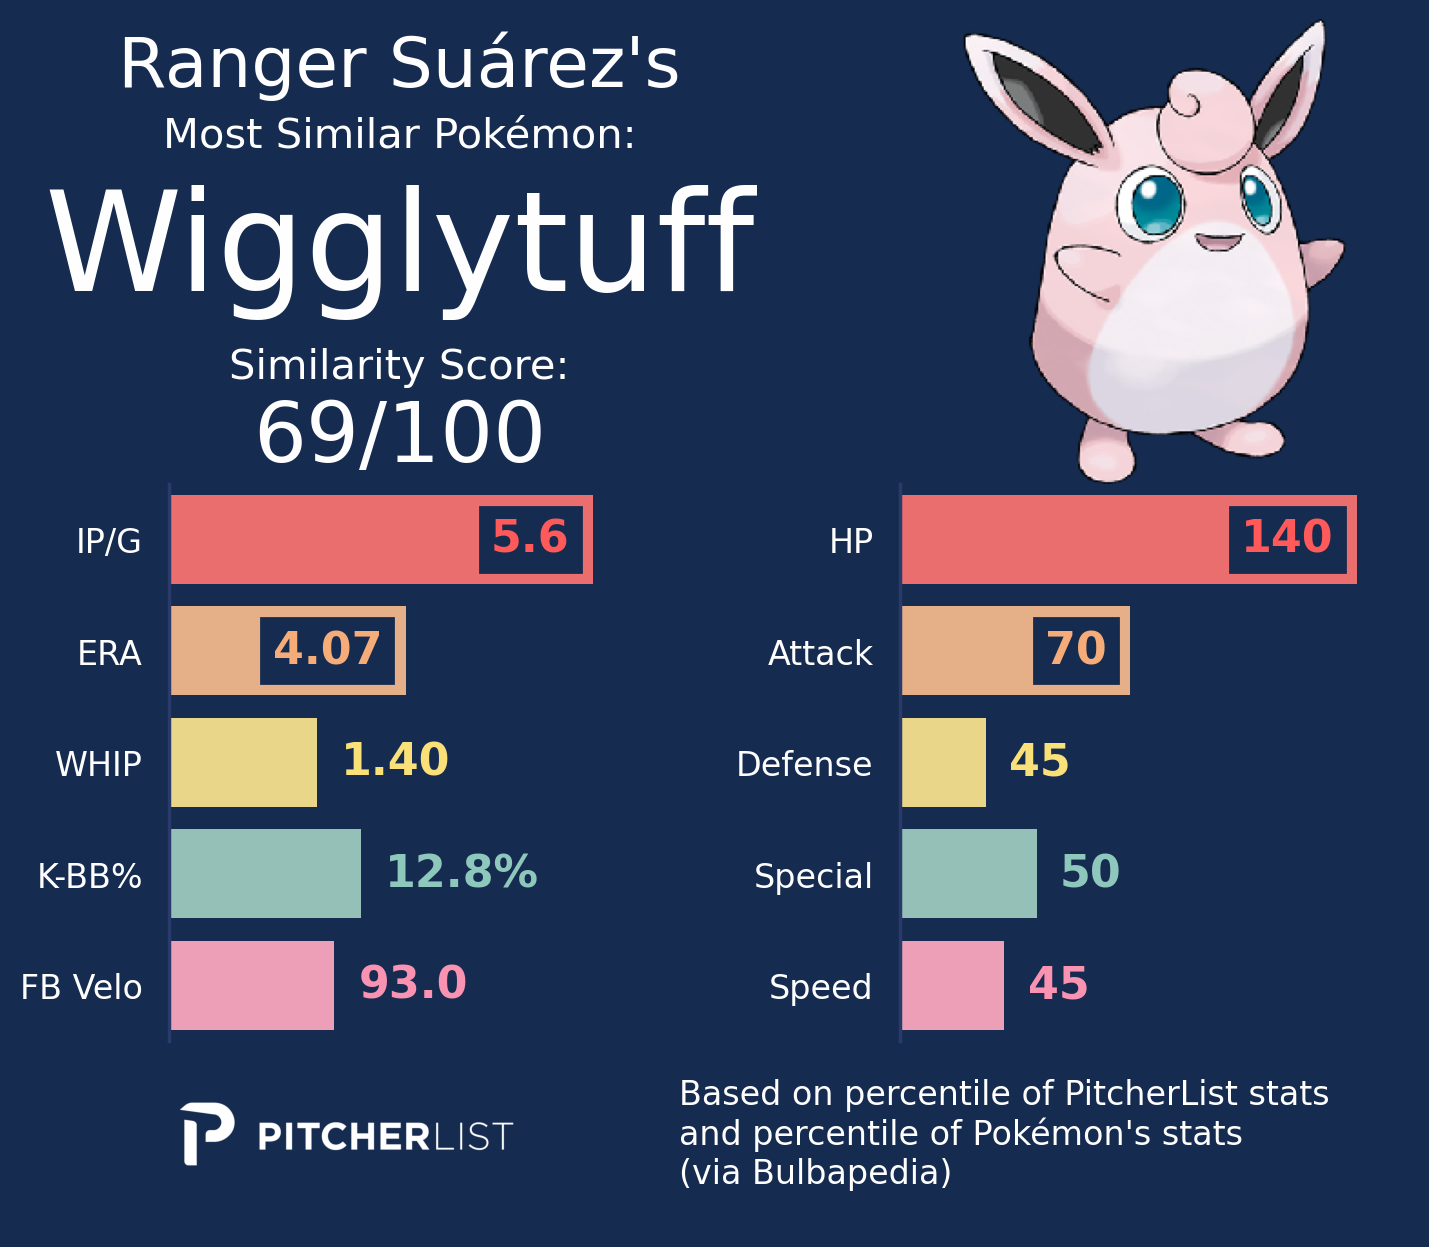 Ranger Suárez's
Most Similar Pokémon:
Wigglytuff
Similarity Score:
69/100
IP/G 5.6
ERA 4.07
WHIP 1.40
K-BB% 12.8%
FB Velo 93.0
HP 140
Attack 70
Defense 45
Special 50
Speed 45
PITCHERLIST
Based on percentile of PitcherList stats
and percentile of Pokémon's stats
(via Bulbapedia)